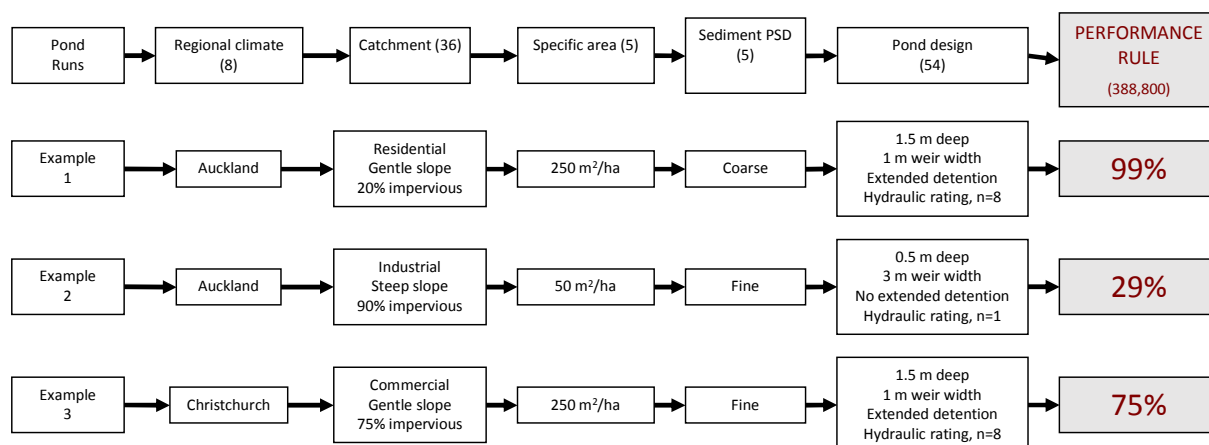 Pond
Runs
Regional climate
(8)
Catchment (36)
Specific area (5)
Sediment PSD
(5)
Pond design
(54)
PERFORMANCE
RULE
(388,800)
Example
1
Auckland
Residential
Gentle slope
20% impervious
250 m²/ha
Coarse
1.5 m deep
1 m weir width
Extended detention
Hydraulic rating, n=8
99%
Example
2
Auckland
Industrial
Steep slope
90% impervious
50 m²/ha
Fine
0.5 m deep
3 m weir width
No extended detention
Hydraulic rating, n=1
29%
Example
3
Christchurch
Commercial
Gentle slope
75% impervious
250 m²/ha
Fine
1.5 m deep
1 m weir width
Extended detention
Hydraulic rating, n=8
75%